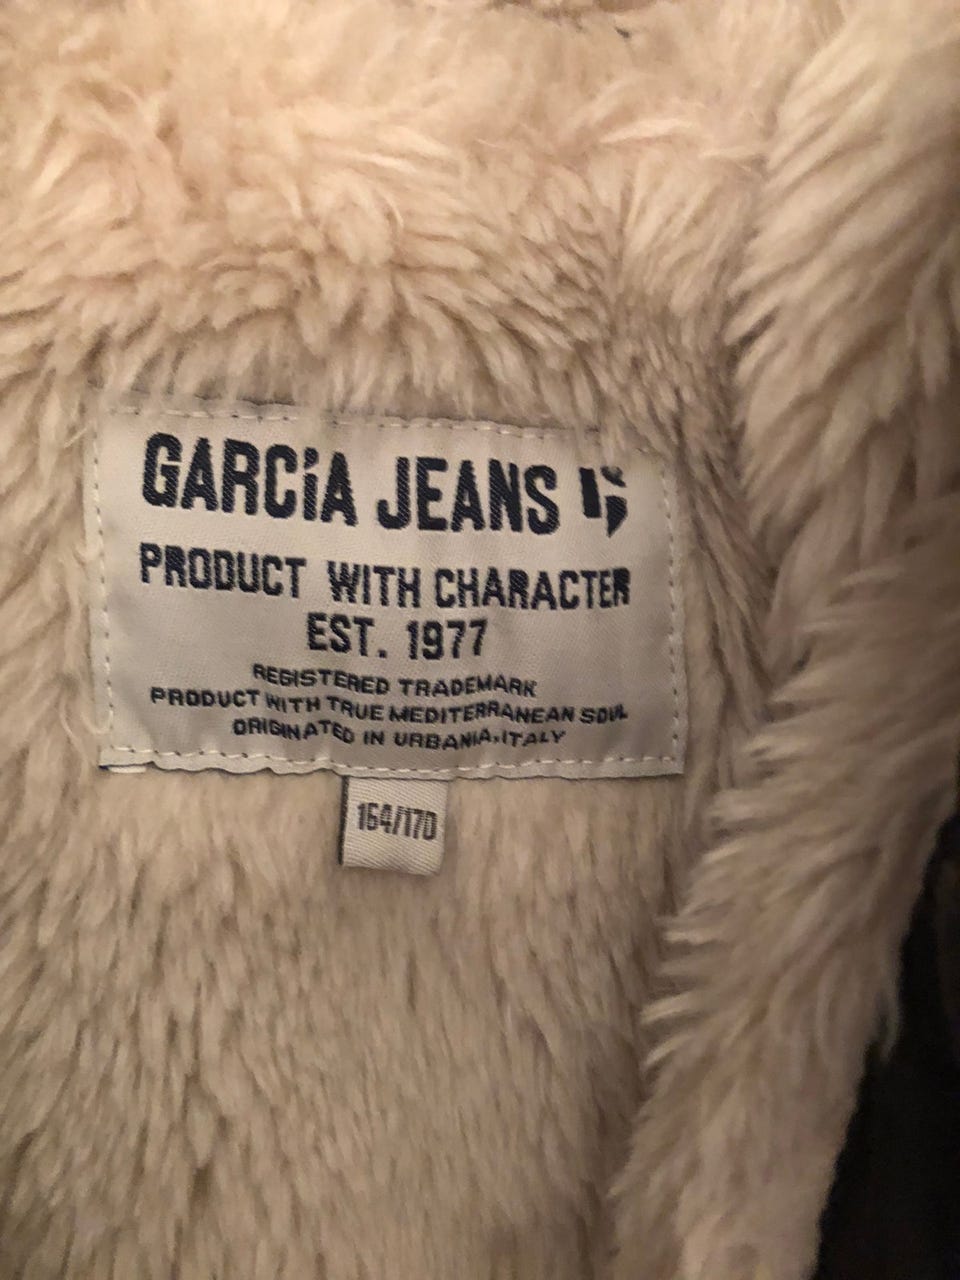 GARCiA JEANS
PRODUCT WITH CHARACTER
EST. 1977
REGISTERED TRADEMARK
PRODUCT WITH TRUE MEDITERRANEAN SOUL
ORIGINATED IN URBANIA,ITALY
164/170